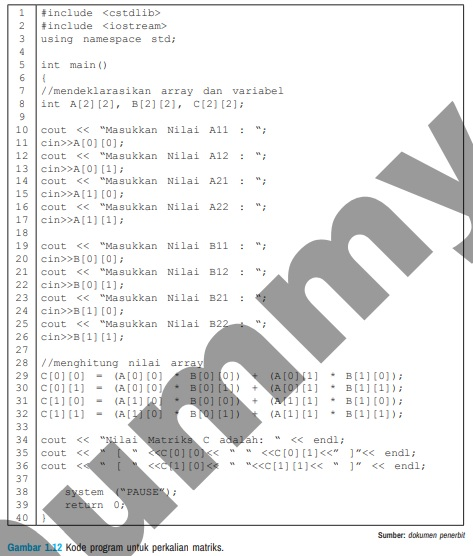 1 #include <cstdlib>
2 #include <iostream>
3 using namespace std;
4
5 int main()
6 {
7 //mendeklarasikan array dan variabel
8 int A[2][2], B[2][2], C[2][2];
9
10 cout << "Masukkan Nilai A11 : ";
11 cin>>A[0][0];
12 cout << "Masukkan Nilai A12 : ";
13 cin>>A[0][1];
14 cout << "Masukkan Nilai A21 : ";
15 cin>>A[1][0];
16 cout << "Masukkan Nilai A22 : ";
17 cin>>A[1][1];
18
19 cout << "Masukkan Nilai B11 : ";
20 cin>>B[0][0];
21 cout << "Masukkan Nilai B12 : ";
22 cin>>B[0][1];
23 cout << "Masukkan Nilai B21 : ";
24 cin>>B[1][0];
25 cout << "Masukkan Nilai B22 : ";
26 cin>>B[1][1];
27
28 //menghitung nilai array
29 C[0][0] = (A[0][0] * B[0][0]) + (A[0][1] * B[1][0]);
30 C[0][1] = (A[0][0] * B[0][1]) + (A[0][1] * B[1][1]);
31 C[1][0] = (A[1][0] * B[0][0]) + (A[1][1] * B[1][0]);
32 C[1][1] = (A[1][0] * B[0][1]) + (A[1][1] * B[1][1]);
33
34 cout << "Nilai Matriks C adalah: " << endl;
35 cout << " [ " <<C[0][0]<< " " <<C[0][1]<<" ]"<< endl;
36 cout << " [ " <<C[1][0]<< " "<<C[1][1]<< " ]" << endl;
37
38 system ("PAUSE");
39 return 0;
40 }
Sumber: dokumen penerbit
Gambar 1.12 Kode program untuk perkalian matriks.
ummy